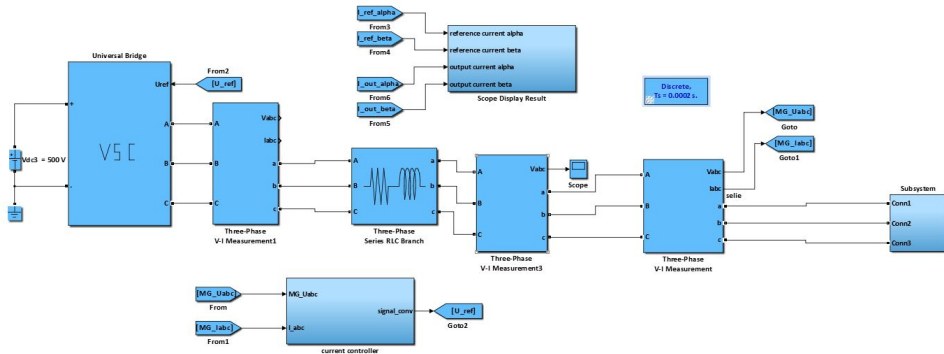 I_ref_alpha
From3
I_ref_beta
From4
I_out_alpha
From6
I_out_beta
From5
reference current alpha
reference current beta
output current alpha
output current beta
Scope Display Result
Universal Bridge
From2
[U_ref]
Uref
+
-
Vdc3 = 500 V
VSC
A
B
C
A
B
C
Vabc
Iabc
a
b
c
Three-Phase
V-I Measurement1
A
B
C
a
b
c
Three-Phase
Series RLC Branch
A
B
C
Vabc
a
b
c
Three-Phase
V-I Measurement3
Scope
Discrete,
Ts = 0.0002 s.
A
B
C
Vabc
Iabc
a
b
c
selie
Three-Phase
V-I Measurement
[MG_Uabc]
Goto
[MG_Iabc]
Goto1
Subsystem
Conn1
Conn2
Conn3
[MG_Uabc]
From
[MG_Iabc]
From1
MG_Uabc
I_abc
signal_conv
current controller
[U_ref]
Goto2